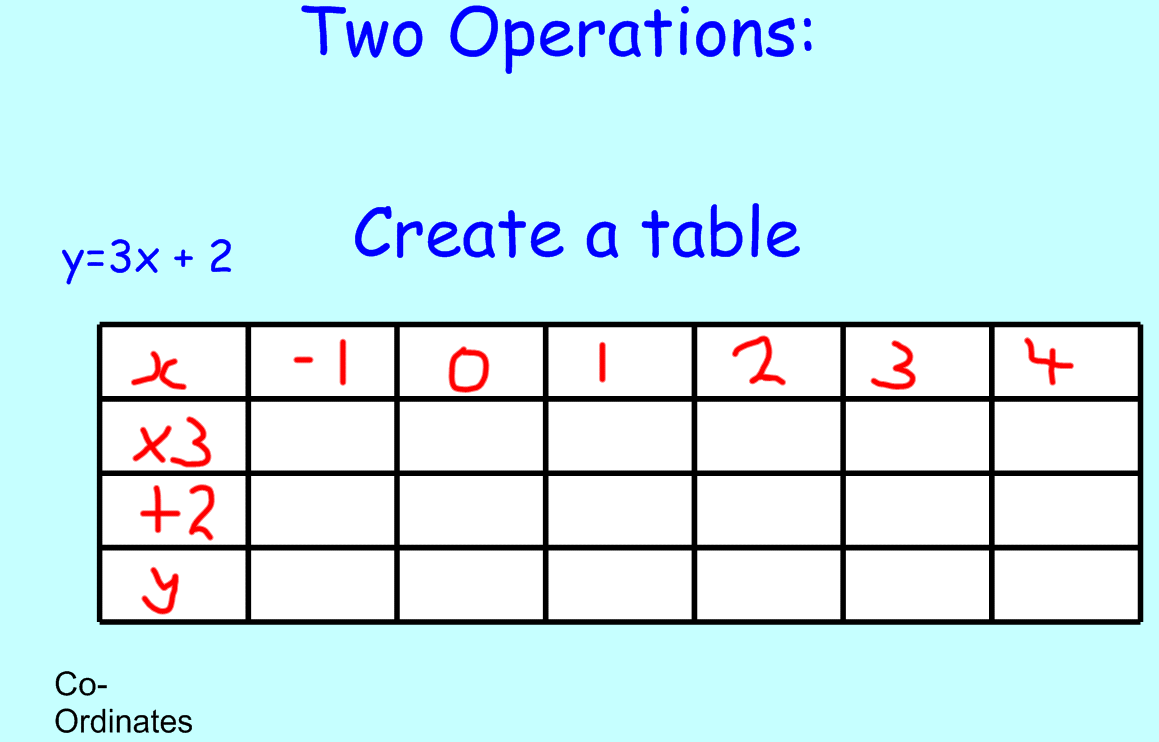 Two Operations:
Create a table
y=3x + 2
x -1 0 1 2 3 4
x3
+2
y
Co-
Ordinates